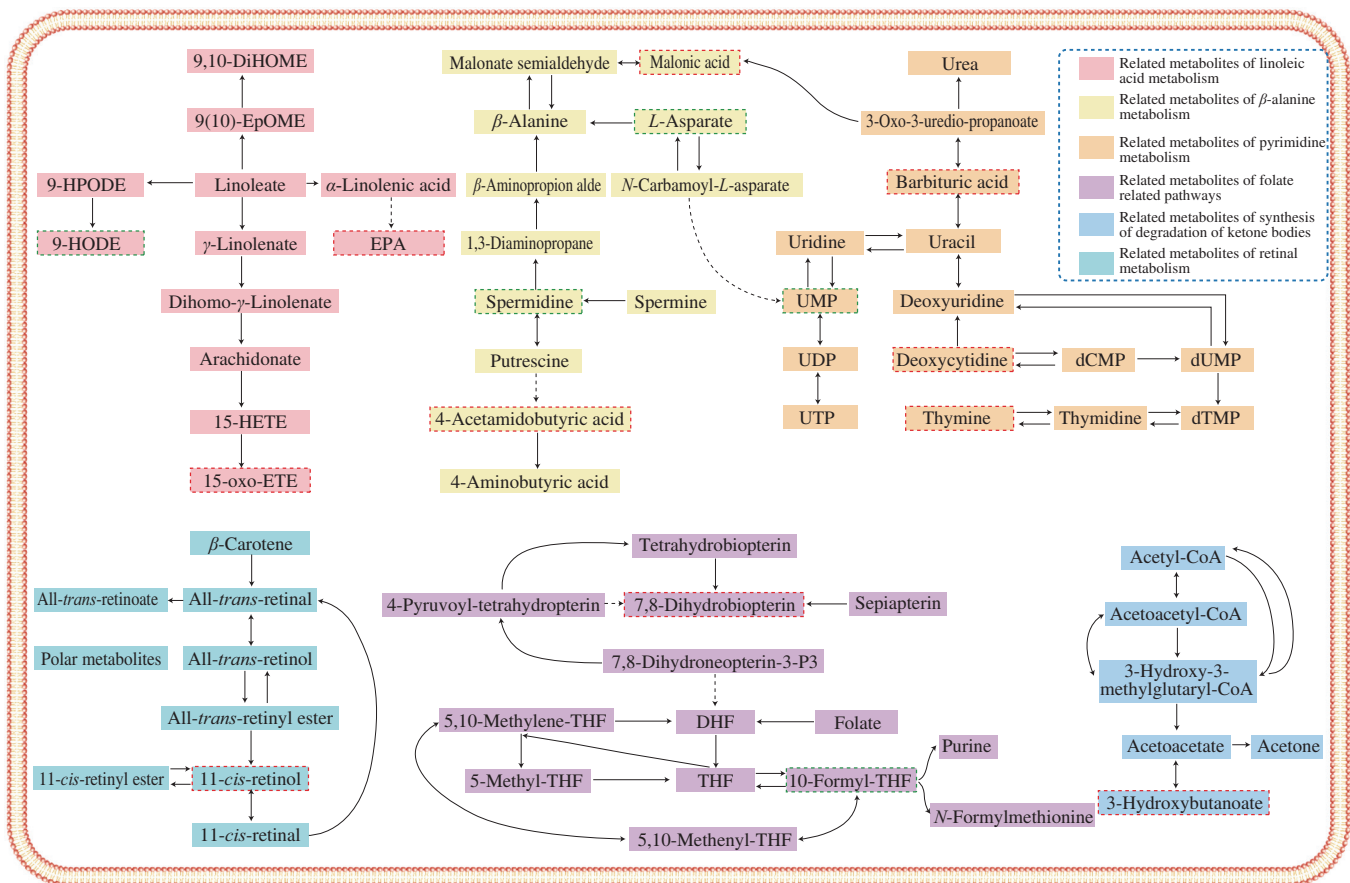 9,10-DiHOME
9(10)-EpOME
9-HPODE
Linoleate
α-Linolenic acid
9-HODE
γ-Linolenate
EPA
Dihomo-γ-Linolenate
Arachidonate
15-HETE
15-oxo-ETE
Malonate semialdehyde
Malonic acid
β-Alanine
L-Asparate
β-Aminopropion alde
N-Carbamoyl-L-asparate
1,3-Diaminopropane
Spermidine
Spermine
Putrescine
4-Acetamidobutyric acid
4-Aminobutyric acid
Urea
3-Oxo-3-uredio-propanoate
Barbituric acid
Uridine
Uracil
UMP
Deoxyuridine
UDP
Deoxycytidine
dCMP
dUMP
UTP
Thymine
Thymidine
dTMP
Related metabolites of linoleic
acid metabolism
Related metabolites of β-alanine
metabolism
Related metabolites of pyrimidine
metabolism
Related metabolites of folate
related pathways
Related metabolites of synthesis
of degradation of ketone bodies
Related metabolites of retinal
metabolism
β-Carotene
All-trans-retinoate
All-trans-retinal
Polar metabolites
All-trans-retinol
All-trans-retinyl ester
11-cis-retinyl ester
11-cis-retinol
11-cis-retinal
Tetrahydrobiopterin
4-Pyruvoyl-tetrahydropterin
7,8-Dihydrobiopterin
Sepiapterin
7,8-Dihydroneopterin-3-P3
5,10-Methylene-THF
DHF
Folate
Purine
5-Methyl-THF
THF
10-Formyl-THF
N-Formylmethionine
5,10-Methenyl-THF
Acetyl-CoA
Acetoacetyl-CoA
3-Hydroxy-3-
methylglutaryl-CoA
Acetoacetate
Acetone
3-Hydroxybutanoate